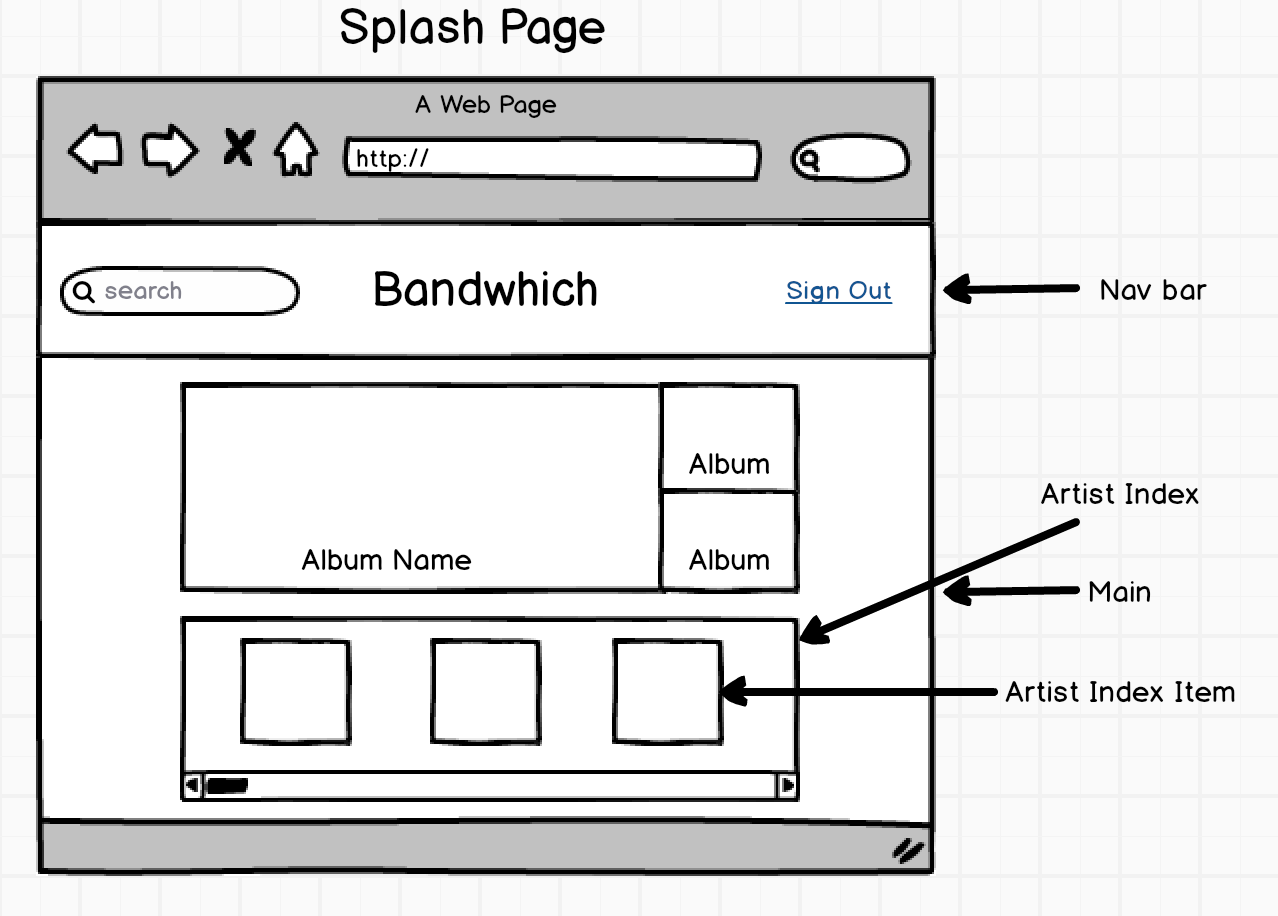 Splash Page
A Web Page
http://
search
Bandwhich
Sign Out
Nav bar
Album
Artist Index
Album Name
Album
Main
Artist Index Item